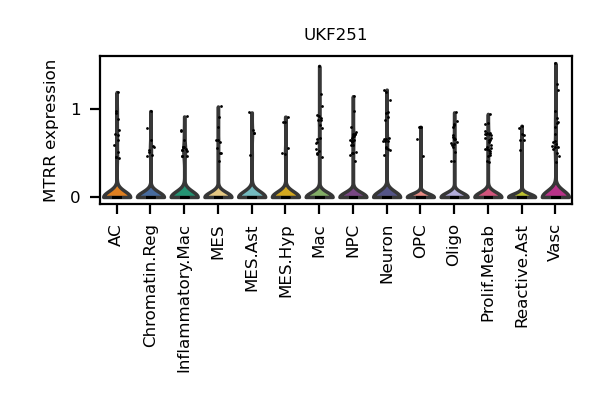 UKF251
MTRR expression
1
0
AC
Chromatin.Reg
Inflammatory.Mac
MES
MES.Ast
MES.Hyp
Mac
NPC
Neuron
OPC
Oligo
Prolif.Metab
Reactive.Ast
Vasc